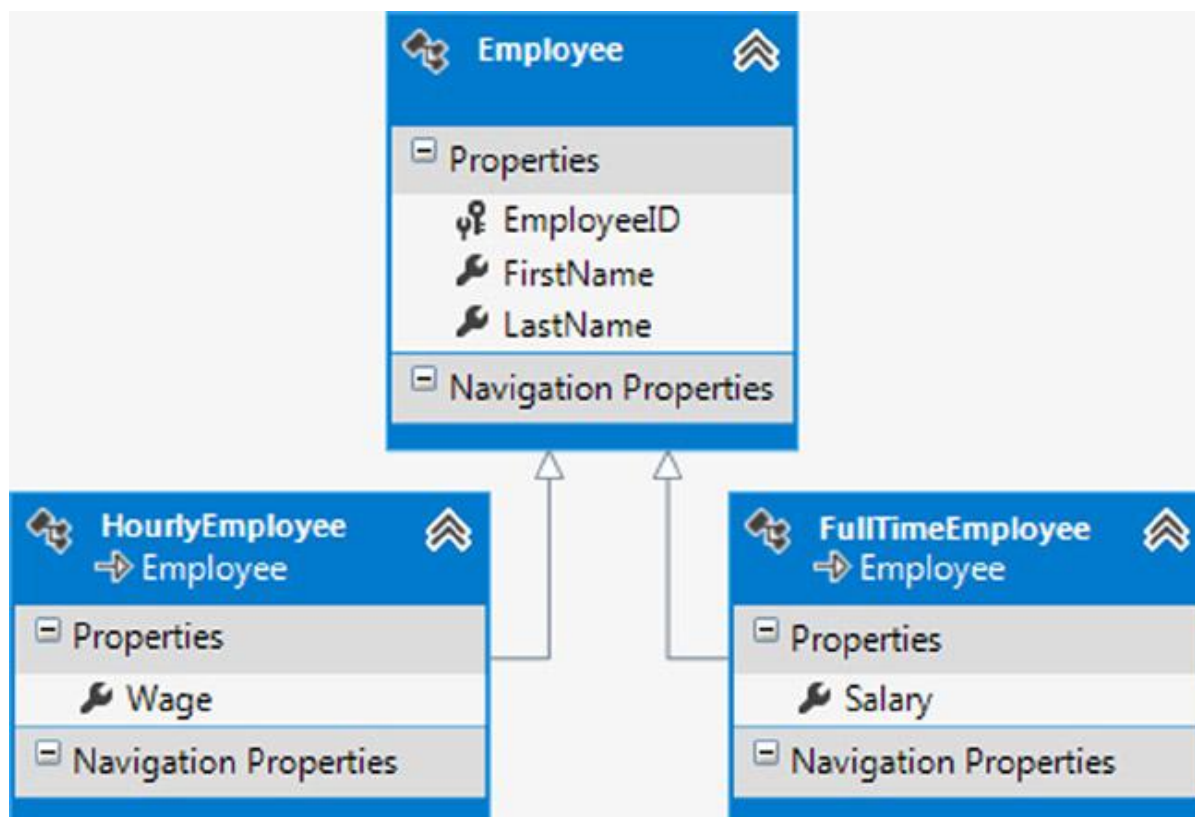 Employee
Properties
EmployeeID
FirstName
LastName
Navigation Properties
HourlyEmployee
Employee
Properties
Wage
Navigation Properties
FullTimeEmployee
Employee
Properties
Salary
Navigation Properties